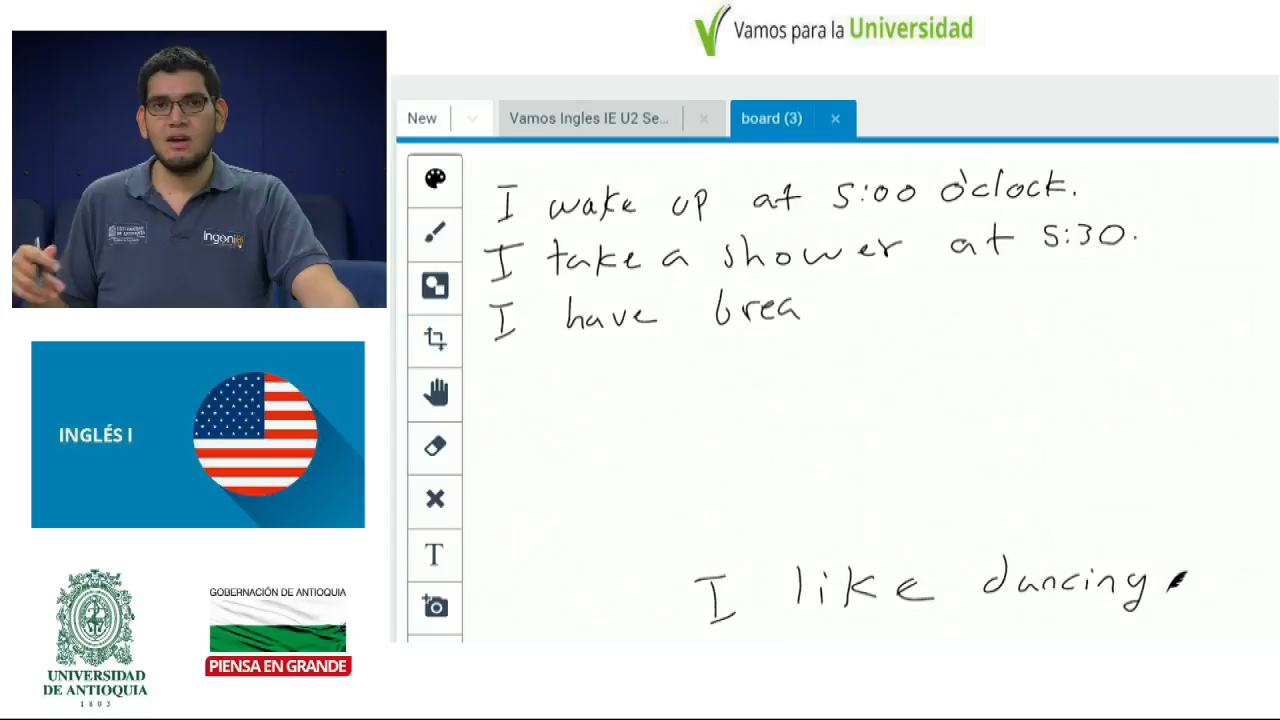 Vamos para la Universidad
New
Vamos Ingles IE U2 Se...
board (3)
I wake up at 5:00 o'clock.
I take a shower at 5:30.
I have brea
I like dancing
INGLÉS I
T
UNIVERSIDAD
DE ANTIOQUIA
1803
GOBERNACIÓN DE ANTIOQUIA
PIENSA EN GRANDE